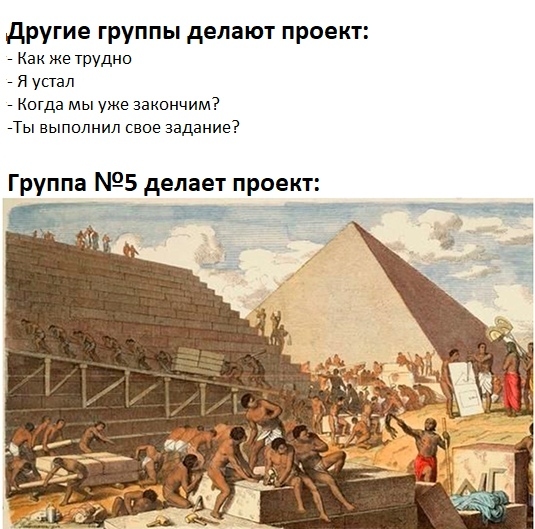 Другие группы делают проект:
- Как же трудно
- Я устал
- Когда мы уже закончим?
-Ты выполнил свое задание?
Группа №5 делает проект: